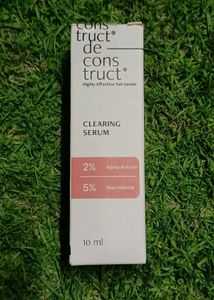 cons
truct®
de
cons
truct®
Highly Effective Yet Gentle
CLEARING
SERUM
2% Alpha Arbutin
5% Niacinamide
10 ml